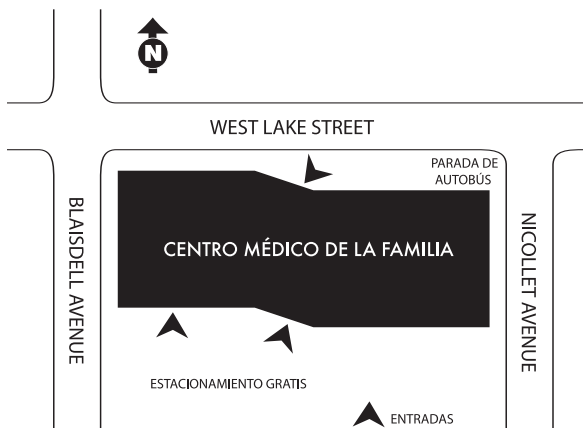 N
WEST LAKE STREET
PARADA DE
AUTOBÚS
BLAISDELL AVENUE
CENTRO MÉDICO DE LA FAMILIA
NICOLLET AVENUE
ESTACIONAMIENTO GRATIS
ENTRADAS